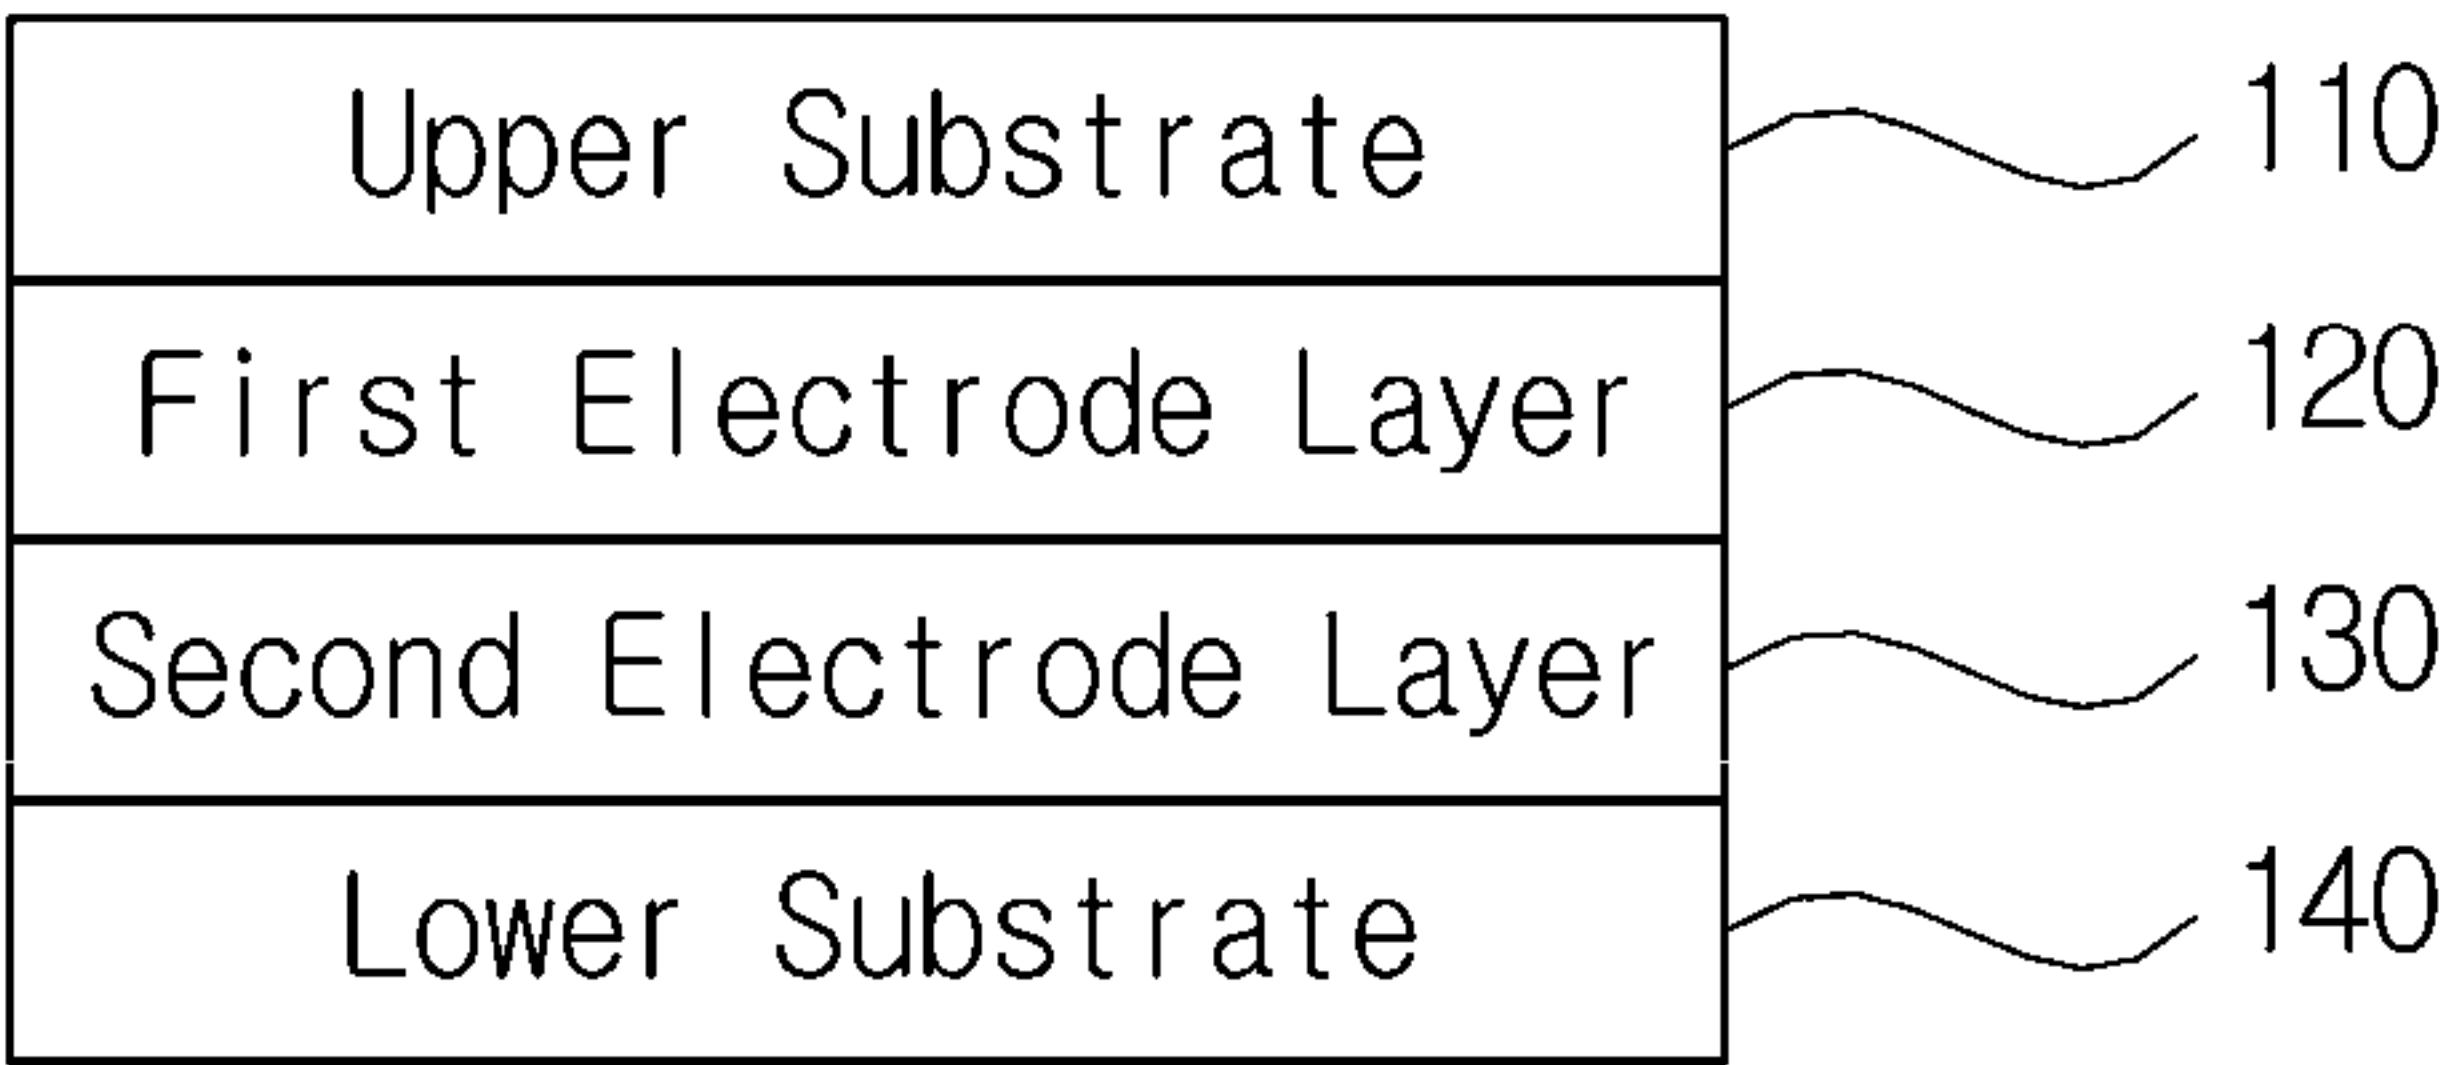 Upper Substrate 110
First Electrode Layer 120
Second Electrode Layer 130
Lower Substrate 140